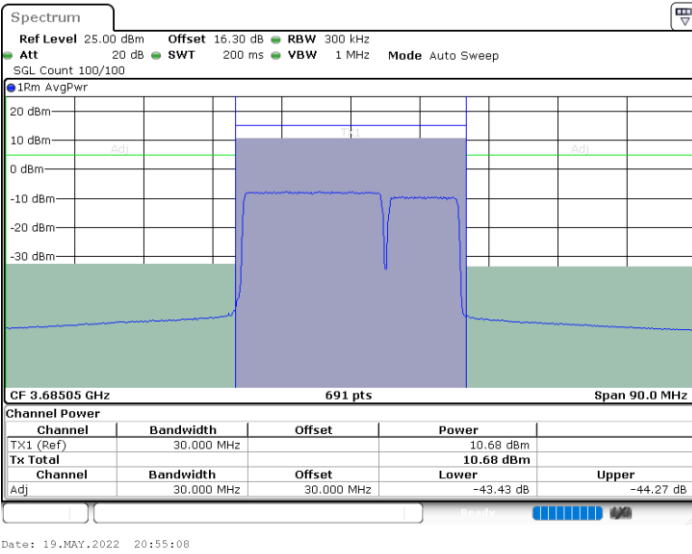 Spectrum
Ref Level 25.00 dBm Offset 16.30 dB RBW 300 kHz
Att 20 dB SWT 200 ms VBW 1 MHz Mode Auto Sweep
SGL Count 100/100
1Rm AvgPwr
20 dBm
TX1
10 dBm
Adj Adj
0 dBm
-10 dBm
-20 dBm
-30 dBm
CF 3.68505 GHz 691 pts Span 90.0 MHz
Channel Power
Channel Bandwidth Offset Power
TX1 (Ref) 30.000 MHz 10.68 dBm
Tx Total 10.68 dBm
Channel Bandwidth Offset Lower Upper
Adj 30.000 MHz 30.000 MHz -43.43 dB -44.27 dB
Ready
Date: 19.MAY.2022 20:55:08